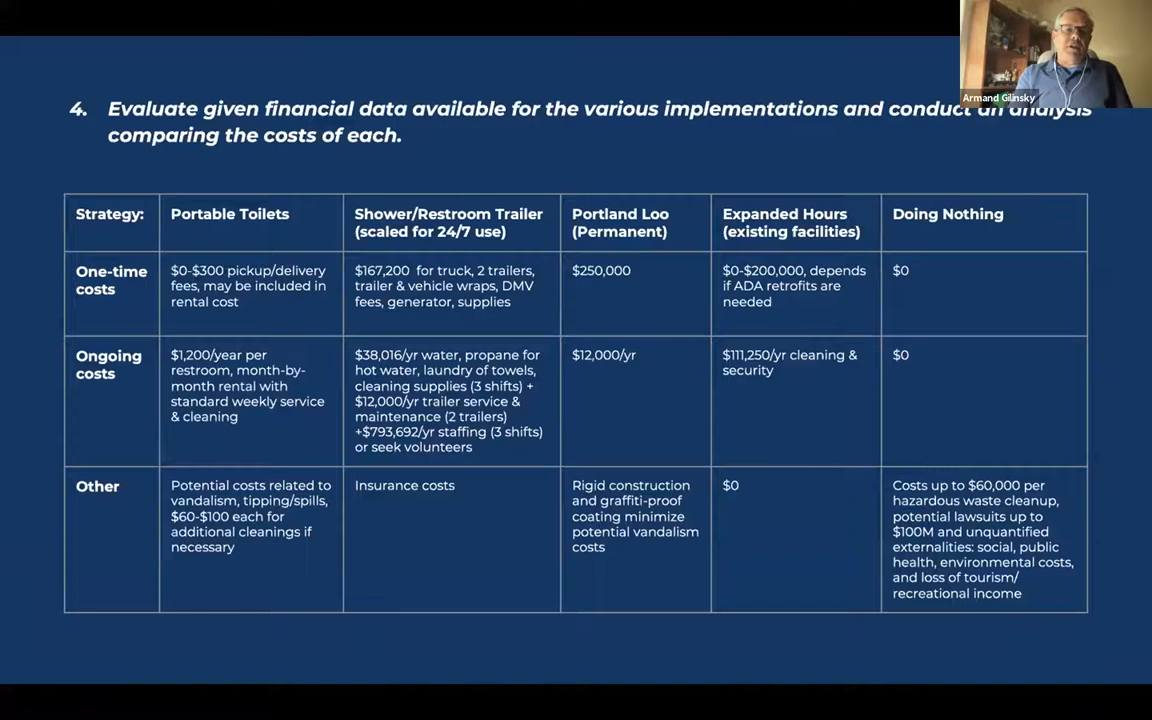 Armand Gilinsky
4. Evaluate given financial data available for the various implementations and conduct an analysis
comparing the costs of each.
Strategy:
Portable Toilets
Shower/Restroom Trailer
(scaled for 24/7 use)
Portland Loo
(Permanent)
Expanded Hours
(existing facilities)
Doing Nothing
One-time
costs
$0-$300 pickup/delivery
fees, may be included in
rental cost
$167,200 for truck, 2 trailers,
trailer & vehicle wraps, DMV
fees, generator, supplies
$250,000
$0-$200,000, depends
if ADA retrofits are
needed
$0
Ongoing
costs
$1,200/year per
restroom, month-by-
month rental with
standard weekly service
& cleaning
$38,016/yr water, propane for
hot water, laundry of towels,
cleaning supplies (3 shifts) +
$12,000/yr trailer service &
maintenance (2 trailers)
+$793,692/yr staffing (3 shifts)
or seek volunteers
$12,000/yr
$111,250/yr cleaning &
security
$0
Other
Potential costs related to
vandalism, tipping/spills,
$60-$100 each for
additional cleanings if
necessary
Insurance costs
Rigid construction
and graffiti-proof
coating minimize
potential vandalism
costs
$0
Costs up to $60,000 per
hazardous waste cleanup,
potential lawsuits up to
$100M and unquantified
externalities: social, public
health, environmental costs,
and loss of tourism/
recreational income